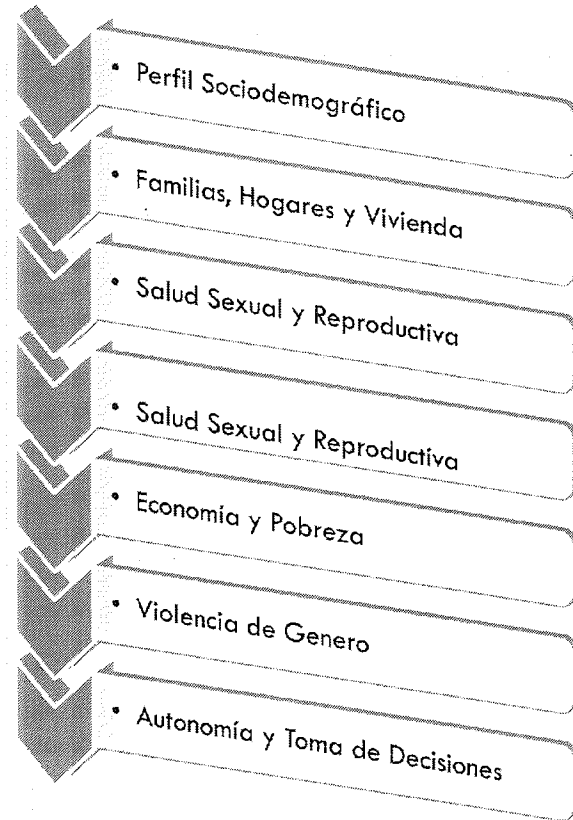 • Perfil Sociodemográfico
• Familias, Hogares y Vivienda
• Salud Sexual y Reproductiva
• Salud Sexual y Reproductiva
• Economía y Pobreza
• Violencia de Genero
• Autonomía y Toma de Decisiones